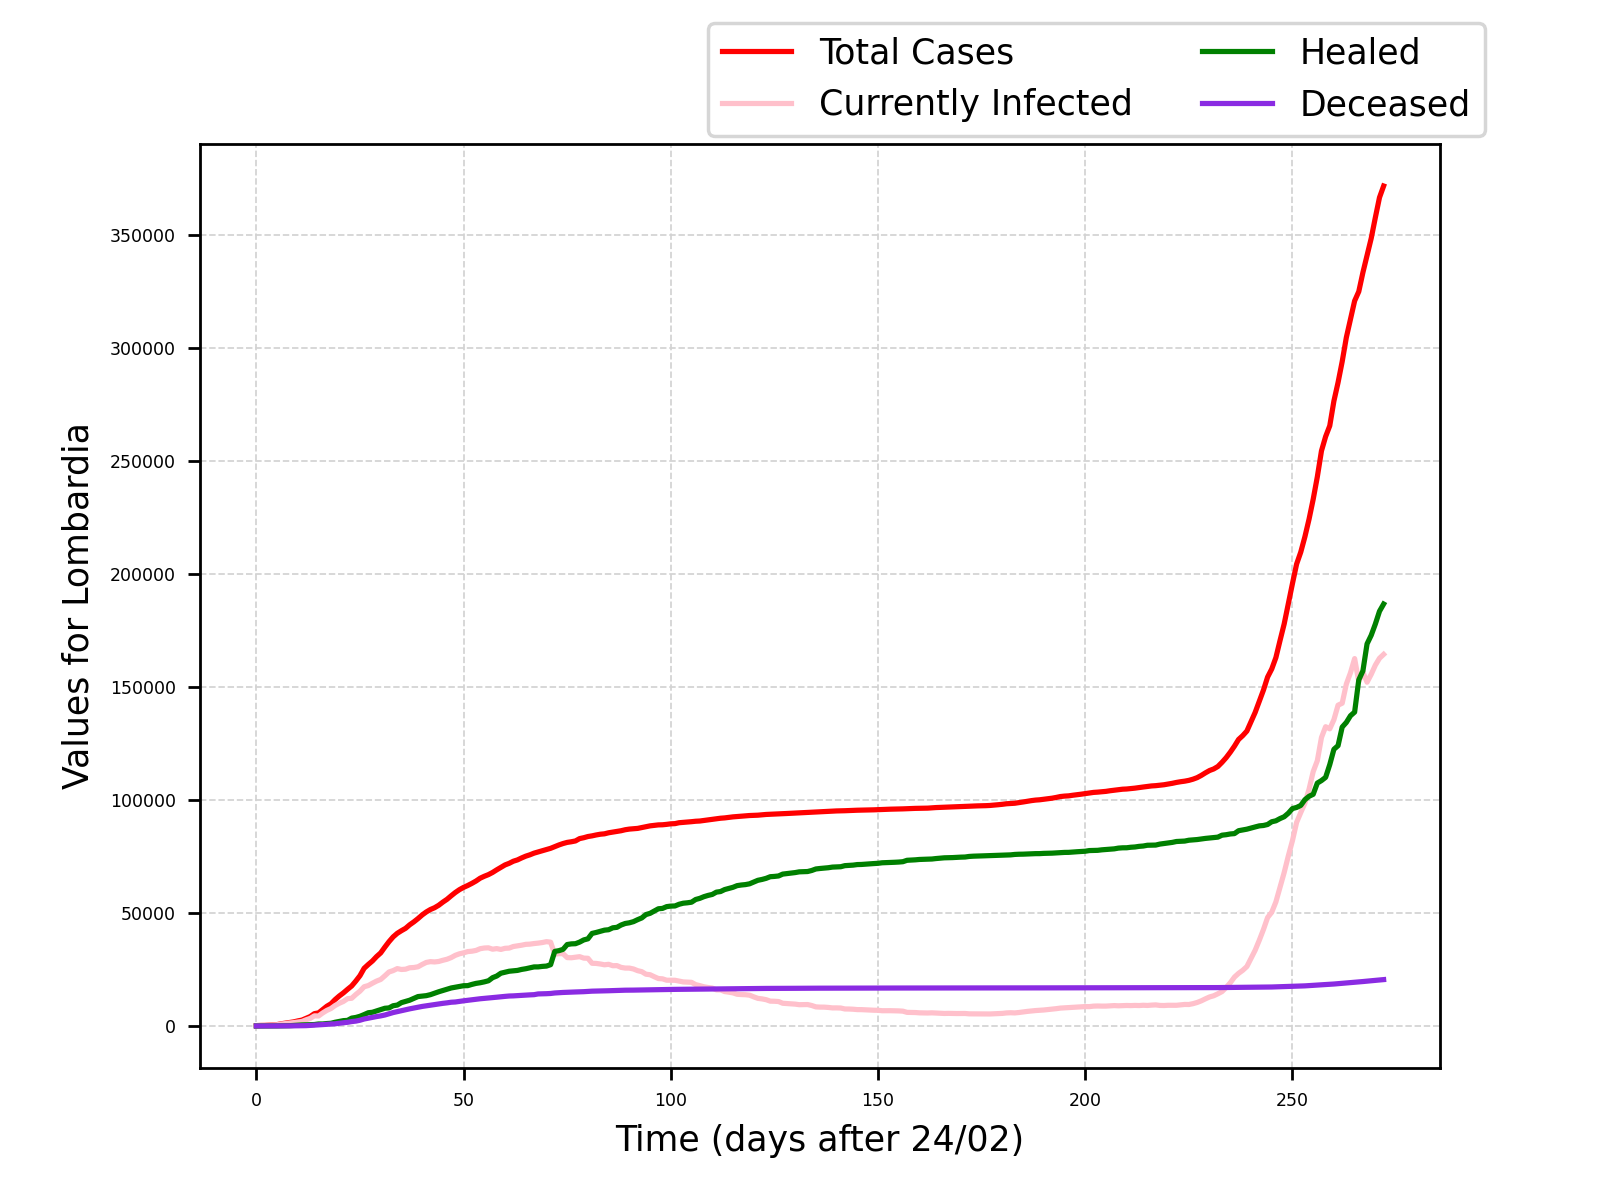 Total Cases
Currently Infected
Healed
Deceased
Values for Lombardia
350000
300000
250000
200000
150000
100000
50000
0
0 50 100 150 200 250
Time (days after 24/02)